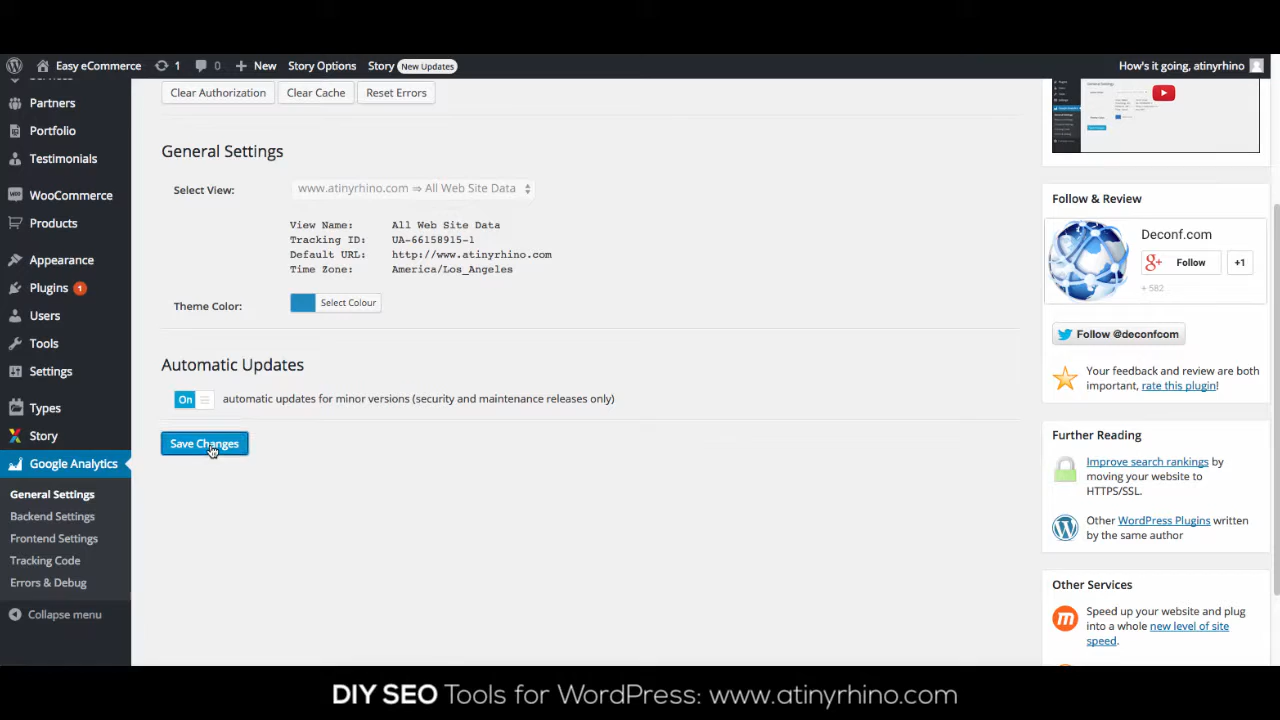 Easy eCommerce 1 0 New Story Options Story New Updates How's it going, atinyrhino
Partners
Portfolio
Testimonials
WooCommerce
Products
Appearance
Plugins 1
Users
Tools
Settings
Types
Story
Google Analytics
General Settings
Backend Settings
Frontend Settings
Tracking Code
Errors & Debug
Collapse menu
Clear Authorization Clear Cache Reset Errors
General Settings
Select View: www.atinyrhino.com ⇒ All Web Site Data
View Name: All Web Site Data
Tracking ID: UA-66158915-1
Default URL: http://www.atinyrhino.com
Time Zone: America/Los_Angeles
Theme Color: Select Colour
Automatic Updates
On automatic updates for minor versions (security and maintenance releases only)
Save Changes
Follow & Review
Deconf.com
g+ Follow +1
+ 582
Follow @deconfcom
Your feedback and review are both
important, rate this plugin!
Further Reading
Improve search rankings by
moving your website to
HTTPS/SSL.
Other WordPress Plugins written
by the same author
Other Services
Speed up your website and plug
into a whole new level of site
speed.
DIY SEO Tools for WordPress: www.atinyrhino.com